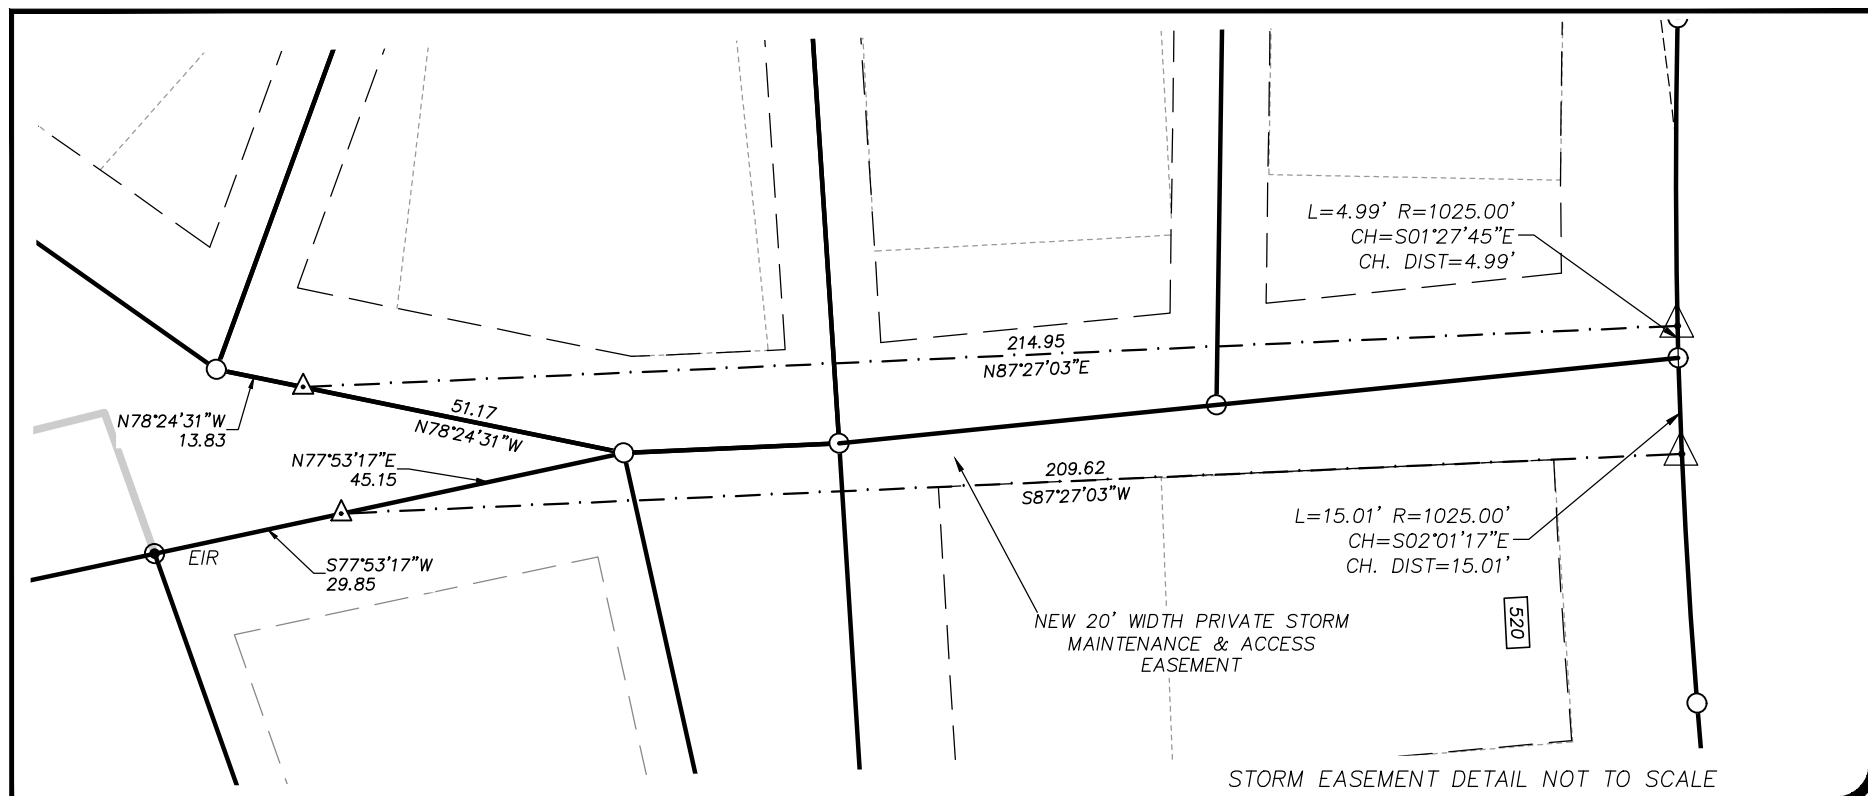 L=4.99' R=1025.00'
CH=S01°27'45"E
CH. DIST=4.99'
214.95
N87°27'03"E
51.17
N78°24'31"W
N78°24'31"W
13.83
N77°53'17"E
45.15
209.62
S87°27'03"W
L=15.01' R=1025.00'
CH=S02°01'17"E
CH. DIST=15.01'
EIR
S77°53'17"W
29.85
NEW 20' WIDTH PRIVATE STORM
MAINTENANCE & ACCESS
EASEMENT
520
STORM EASEMENT DETAIL NOT TO SCALE